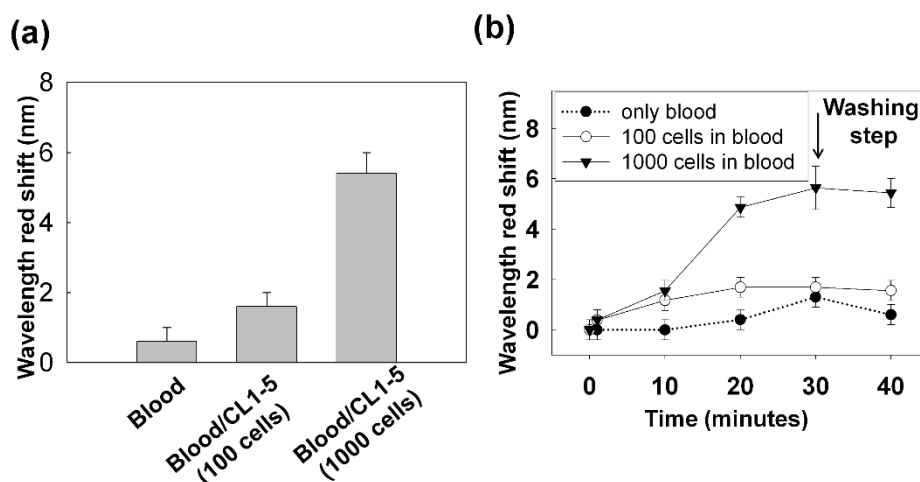 (a)
Wavelength red shift (nm)
8
6
4
2
0
Blood
Blood/CL1-5
(100 cells)
Blood/CL1-5
(1000 cells)
(b)
Wavelength red shift (nm)
8
6
4
2
0
only blood
100 cells in blood
1000 cells in blood
Washing
step
0 10 20 30 40
Time (minutes)